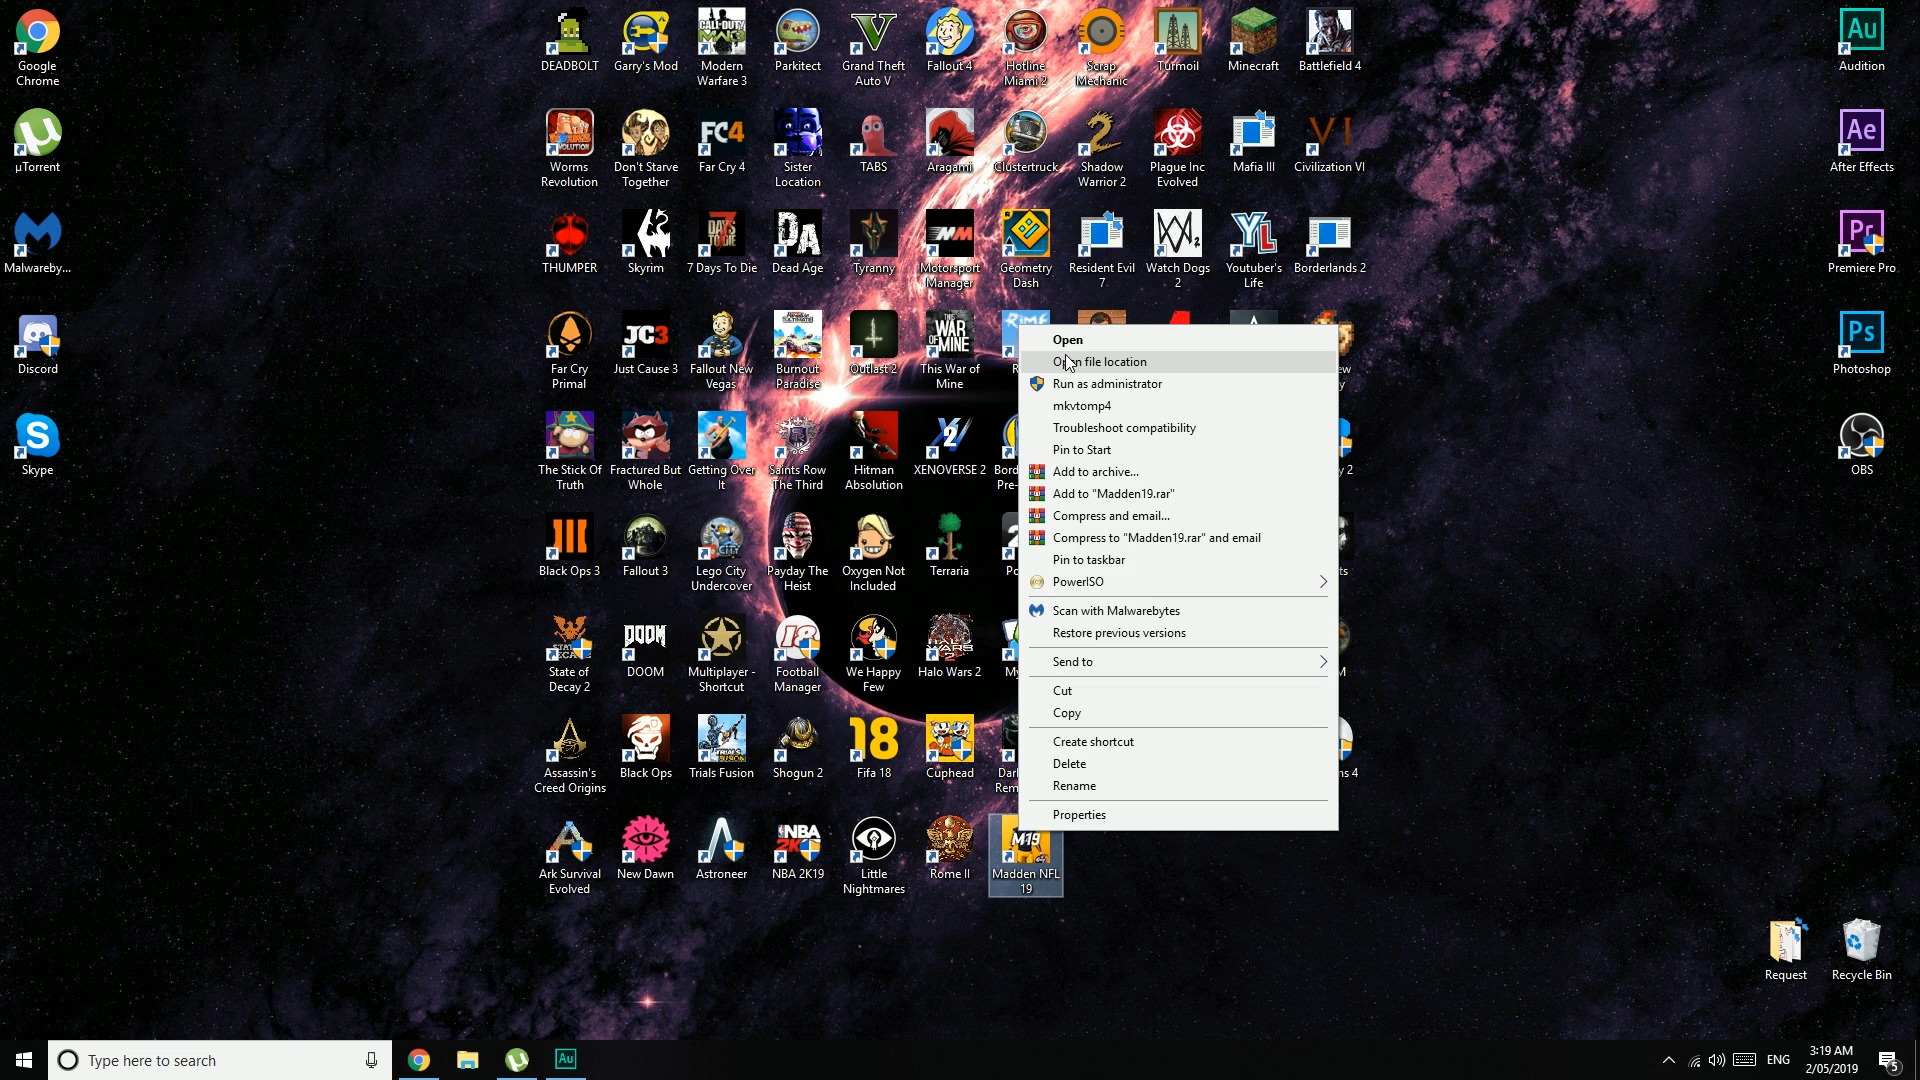 Google
Chrome
DEADBOLT
Garry's Mod
Modern
Warfare 3
Parkitect
Grand Theft
Auto V
Fallout 4
Hotline
Miami 2
Scrap
Mechanic
Turmoil
Minecraft
Battlefield 4
Audition
µTorrent
Worms
Revolution
Don't Starve
Together
Far Cry 4
Sister
Location
TABS
Aragami
Clustertruck
Shadow
Warrior 2
Plague Inc
Evolved
Mafia III
Civilization VI
After Effects
Malwareby...
THUMPER
Skyrim
7 Days To Die
Dead Age
Tyranny
Motorsport
Manager
Geometry
Dash
Resident Evil
7
Watch Dogs
2
Youtuber's
Life
Borderlands 2
Premiere Pro
Discord
Far Cry
Primal
Just Cause 3
Fallout New
Vegas
Burnout
Paradise
Outlast 2
This War of
Mine
Photoshop
Skype
The Stick Of
Truth
Fractured But
Whole
Getting Over
It
Saints Row
The Third
Hitman
Absolution
XENOVERSE 2
OBS
Black Ops 3
Fallout 3
Lego City
Undercover
Payday The
Heist
Oxygen Not
Included
Terraria
State of
Decay 2
DOOM
Multiplayer -
Shortcut
Football
Manager
We Happy
Few
Halo Wars 2
Assassin's
Creed Origins
Black Ops
Trials Fusion
Shogun 2
Fifa 18
Cuphead
Ark Survival
Evolved
New Dawn
Astroneer
NBA 2K19
Little
Nightmares
Rome II
Madden NFL
19
Open
Open file location
Run as administrator
mkvtomp4
Troubleshoot compatibility
Pin to Start
Add to archive...
Add to "Madden19.rar"
Compress and email...
Compress to "Madden19.rar" and email
Pin to taskbar
PowerISO
Scan with Malwarebytes
Restore previous versions
Send to
Cut
Copy
Create shortcut
Delete
Rename
Properties
Request
Recycle Bin
Type here to search
Au
ENG
3:19 AM
2/05/2019
5